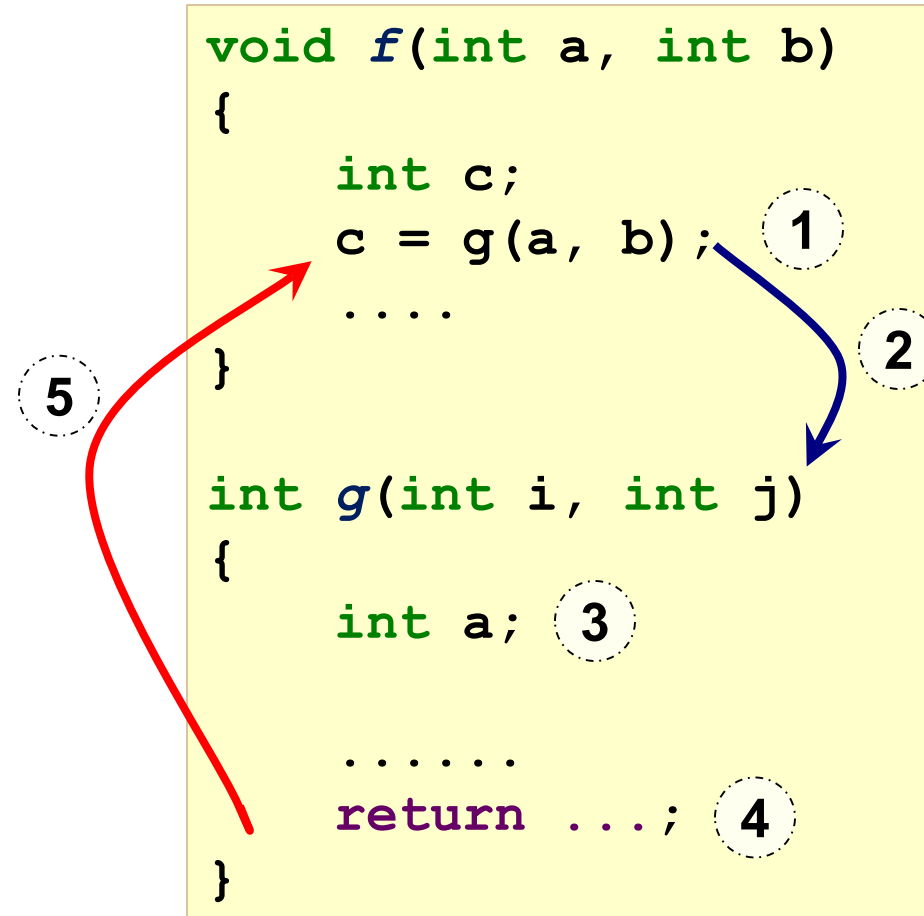 void f(int a, int b)
{
int c;
c = g(a, b);
1
....
2
}
5
int g(int i, int j)
{
int a;
3
......
return ...;
4
}